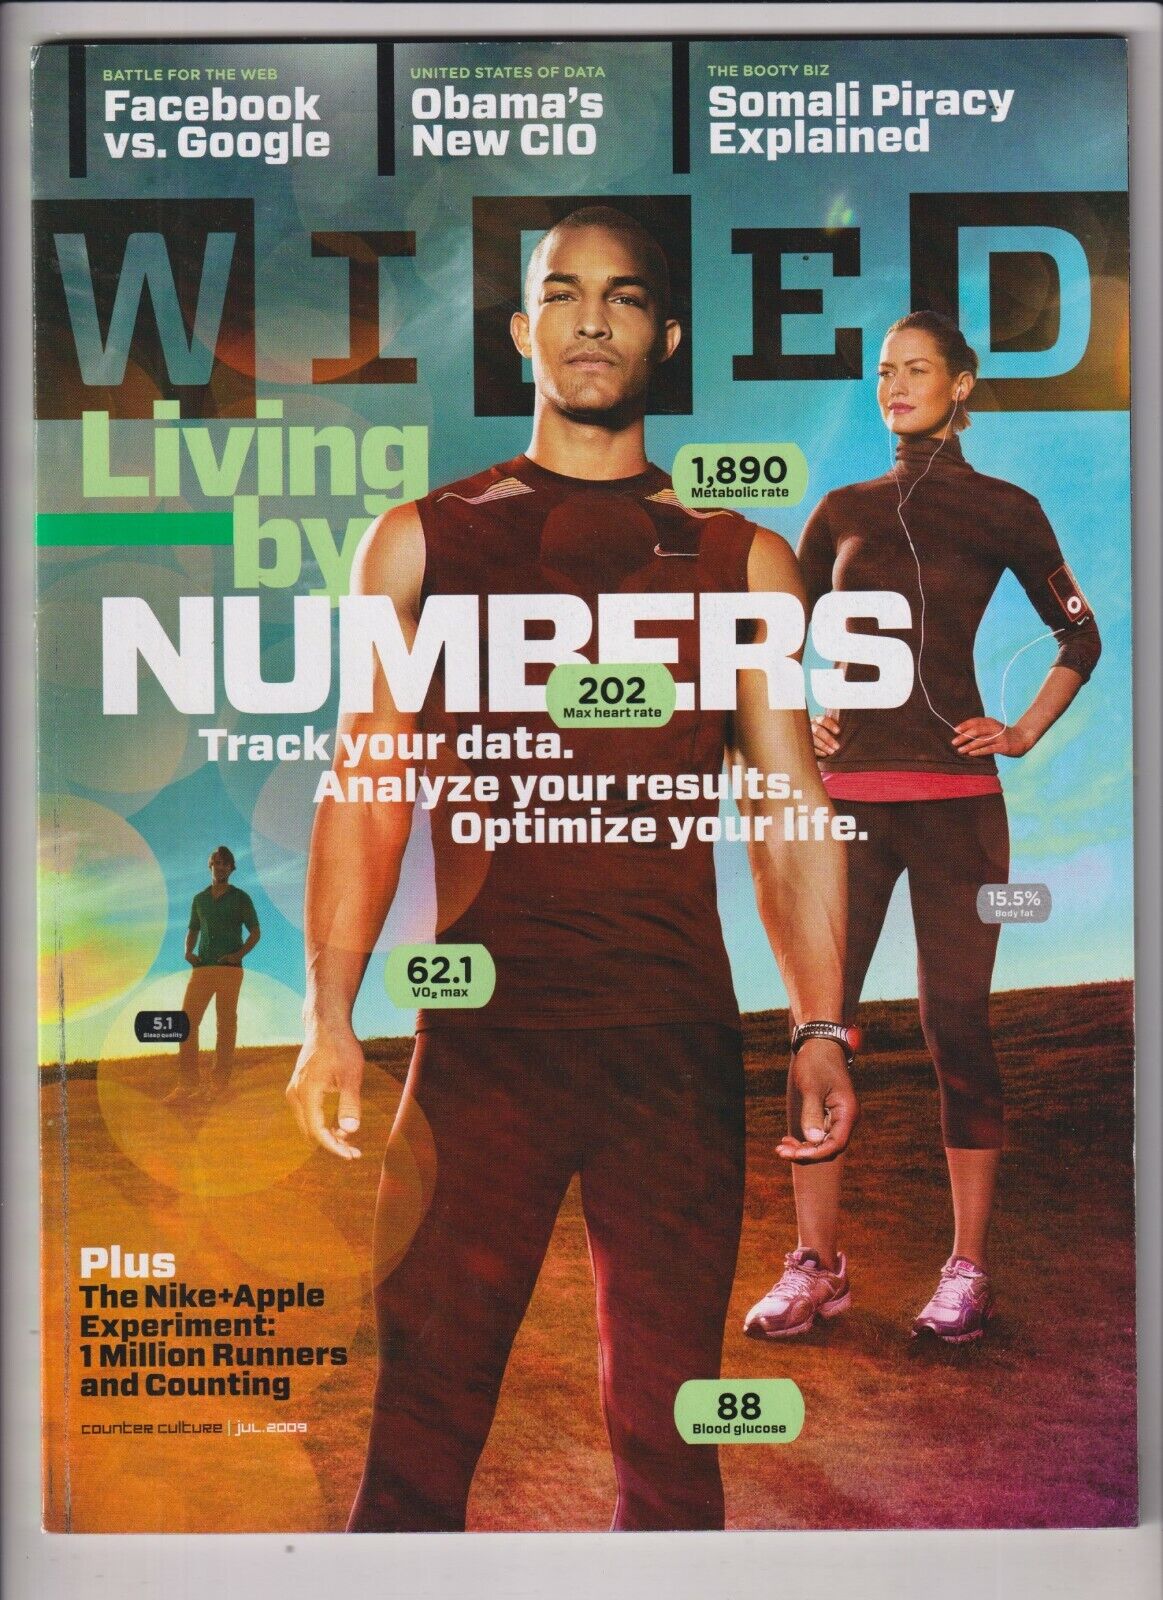 BATTLE FOR THE WEB
Facebook
vs. Google
UNITED STATES OF DATA
Obama's
New CIO
THE BOOTY BIZ
Somali Piracy
Explained
WIRED
Living
by
NUMBERS
Track your data.
Analyze your results.
Optimize your life.
1,890
Metabolic rate
202
Max heart rate
15.5%
Body fat
62.1
VO₂ max
5.1
Sleep quality
88
Blood glucose
Plus
The Nike+Apple
Experiment:
1 Million Runners
and Counting
counter culture | JUL.2009